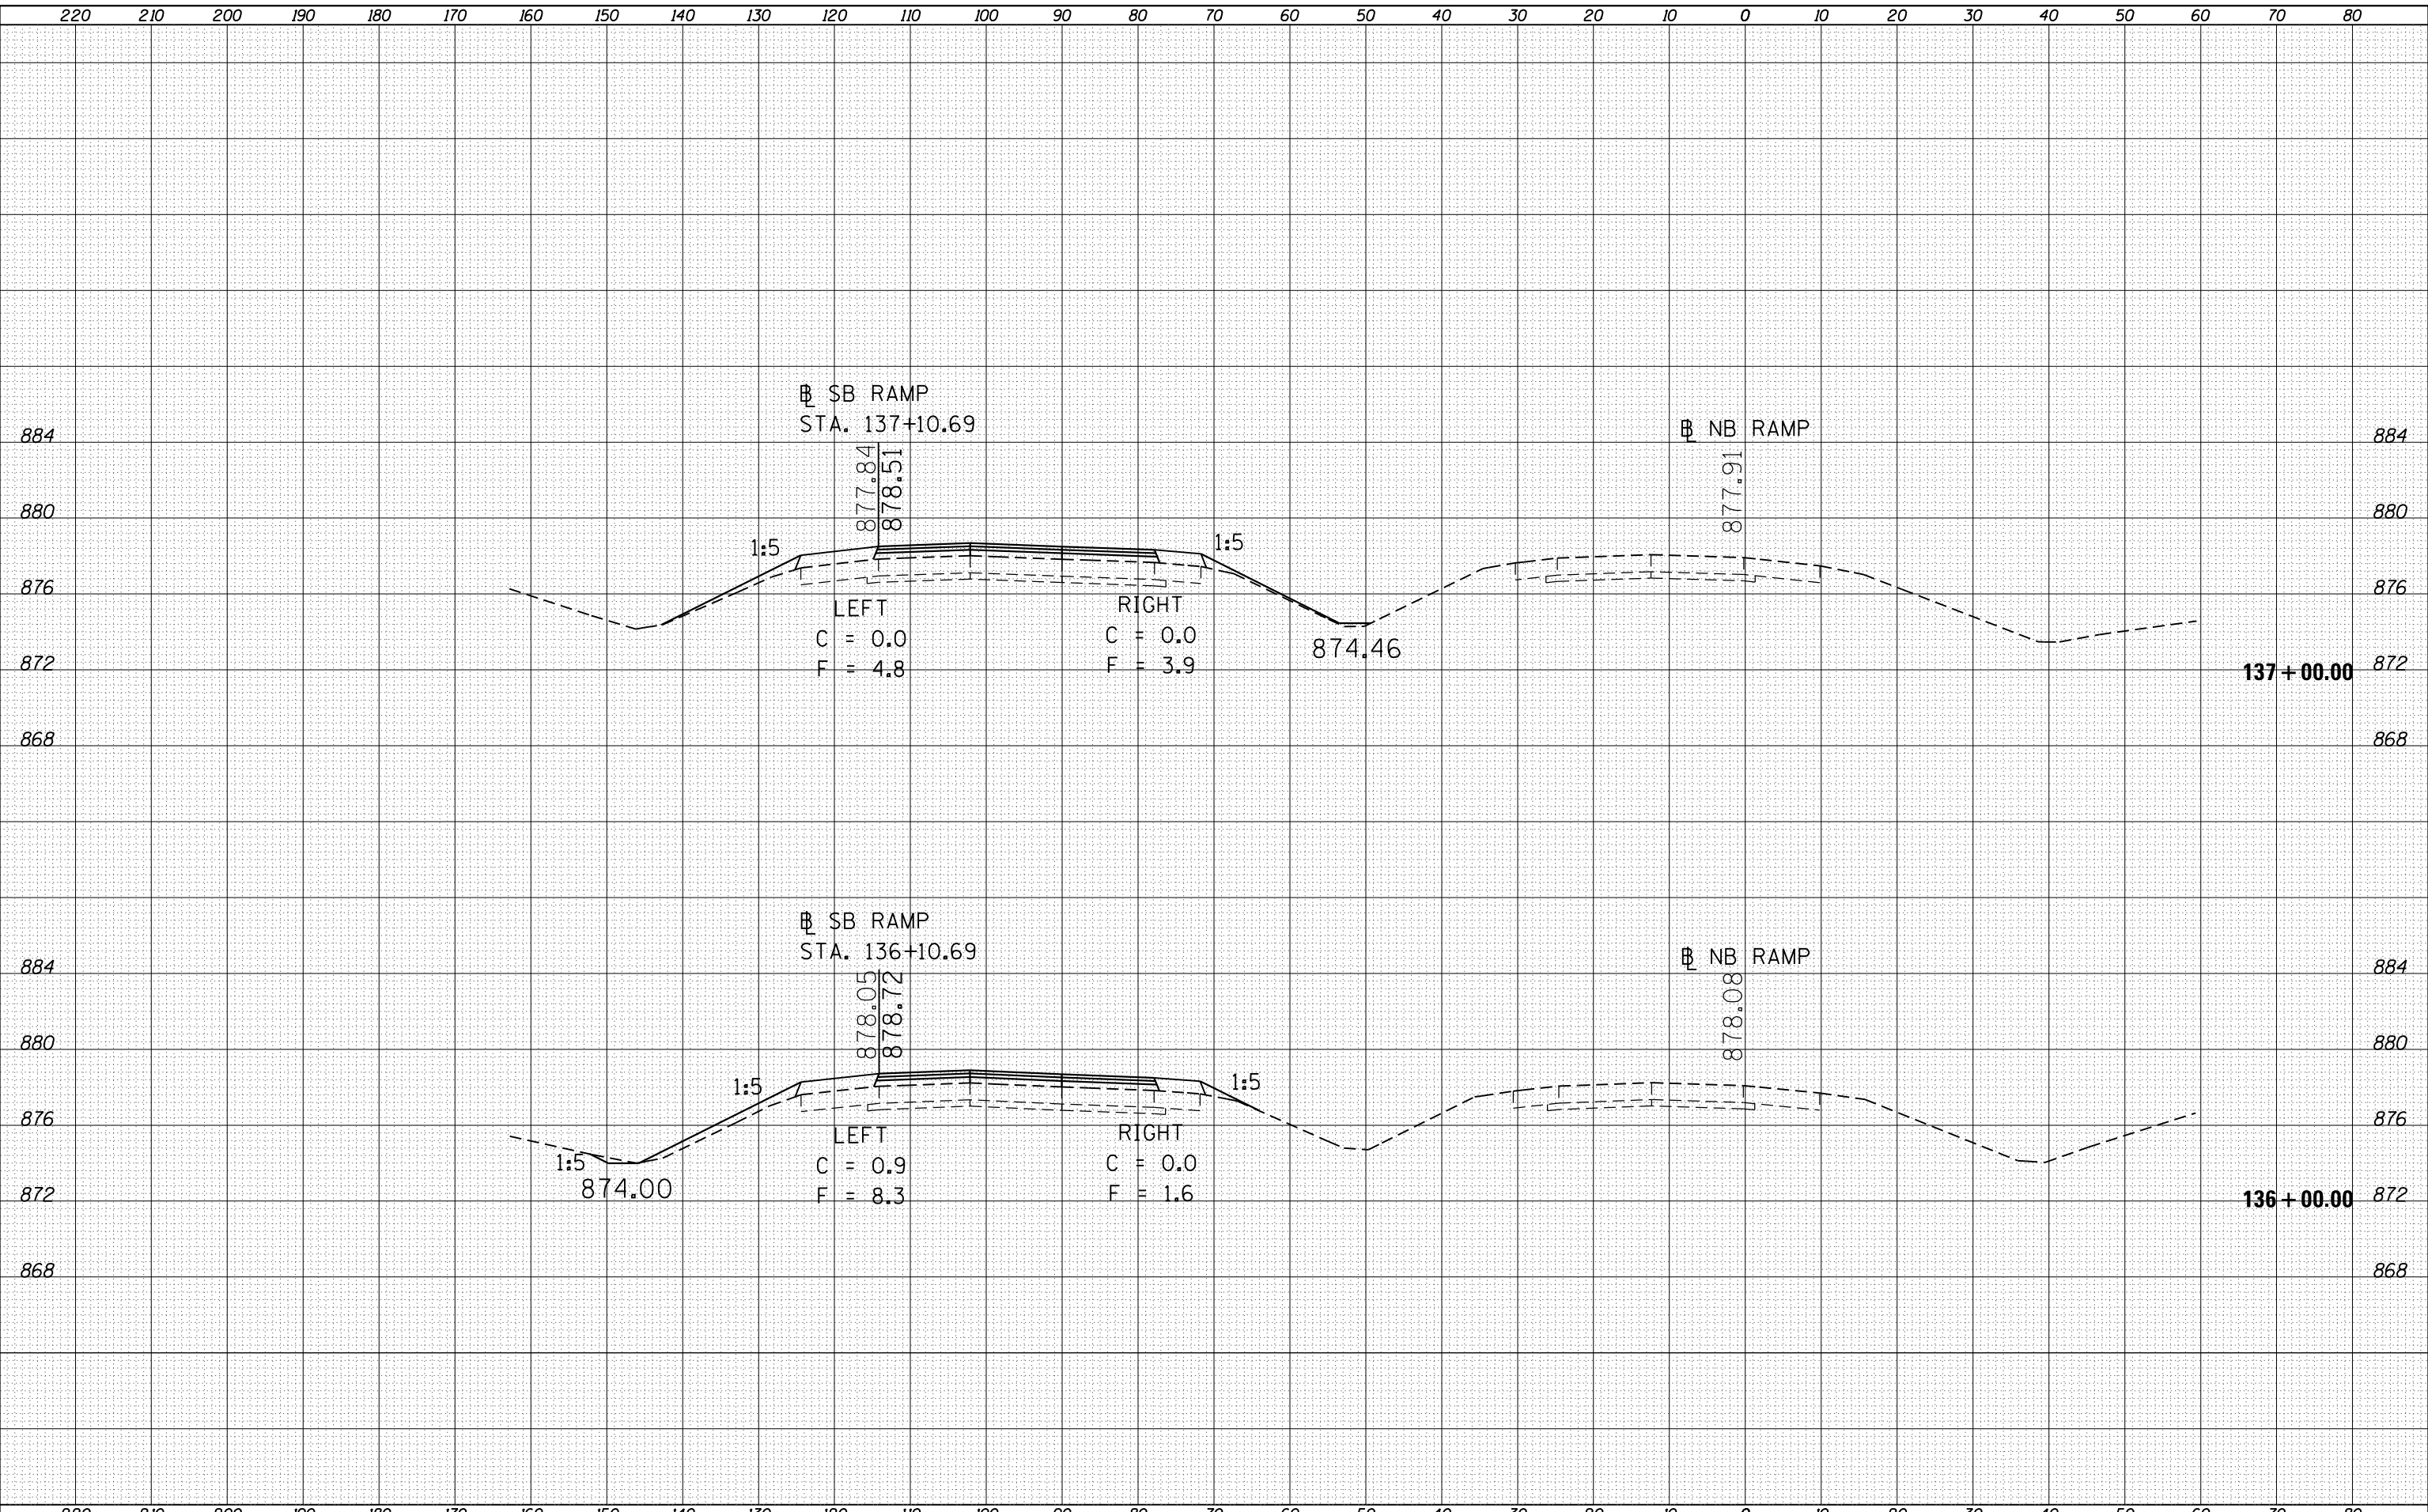 220 210 200 190 180 170 160 150 140 130 120 110 100 90 80 70 60 50 40 30 20 10 0 10 20 30 40 50 60 70 80
℄ SB RAMP
STA. 137+10.69
℄ NB RAMP
884 884
877.84
878.51
877.91
880 880
1:5 1:5
876 876
LEFT RIGHT
C = 0.0 C = 0.0
F = 4.8 F = 3.9
874.46
872 137+00.00 872
868 868
℄ SB RAMP
STA. 136+10.69
℄ NB RAMP
884 884
878.05
878.72
878.08
880 880
1:5 1:5
876 876
LEFT RIGHT
1:5 C = 0.9 C = 0.0
874.00 F = 8.3 F = 1.6
872 136+00.00 872
868 868